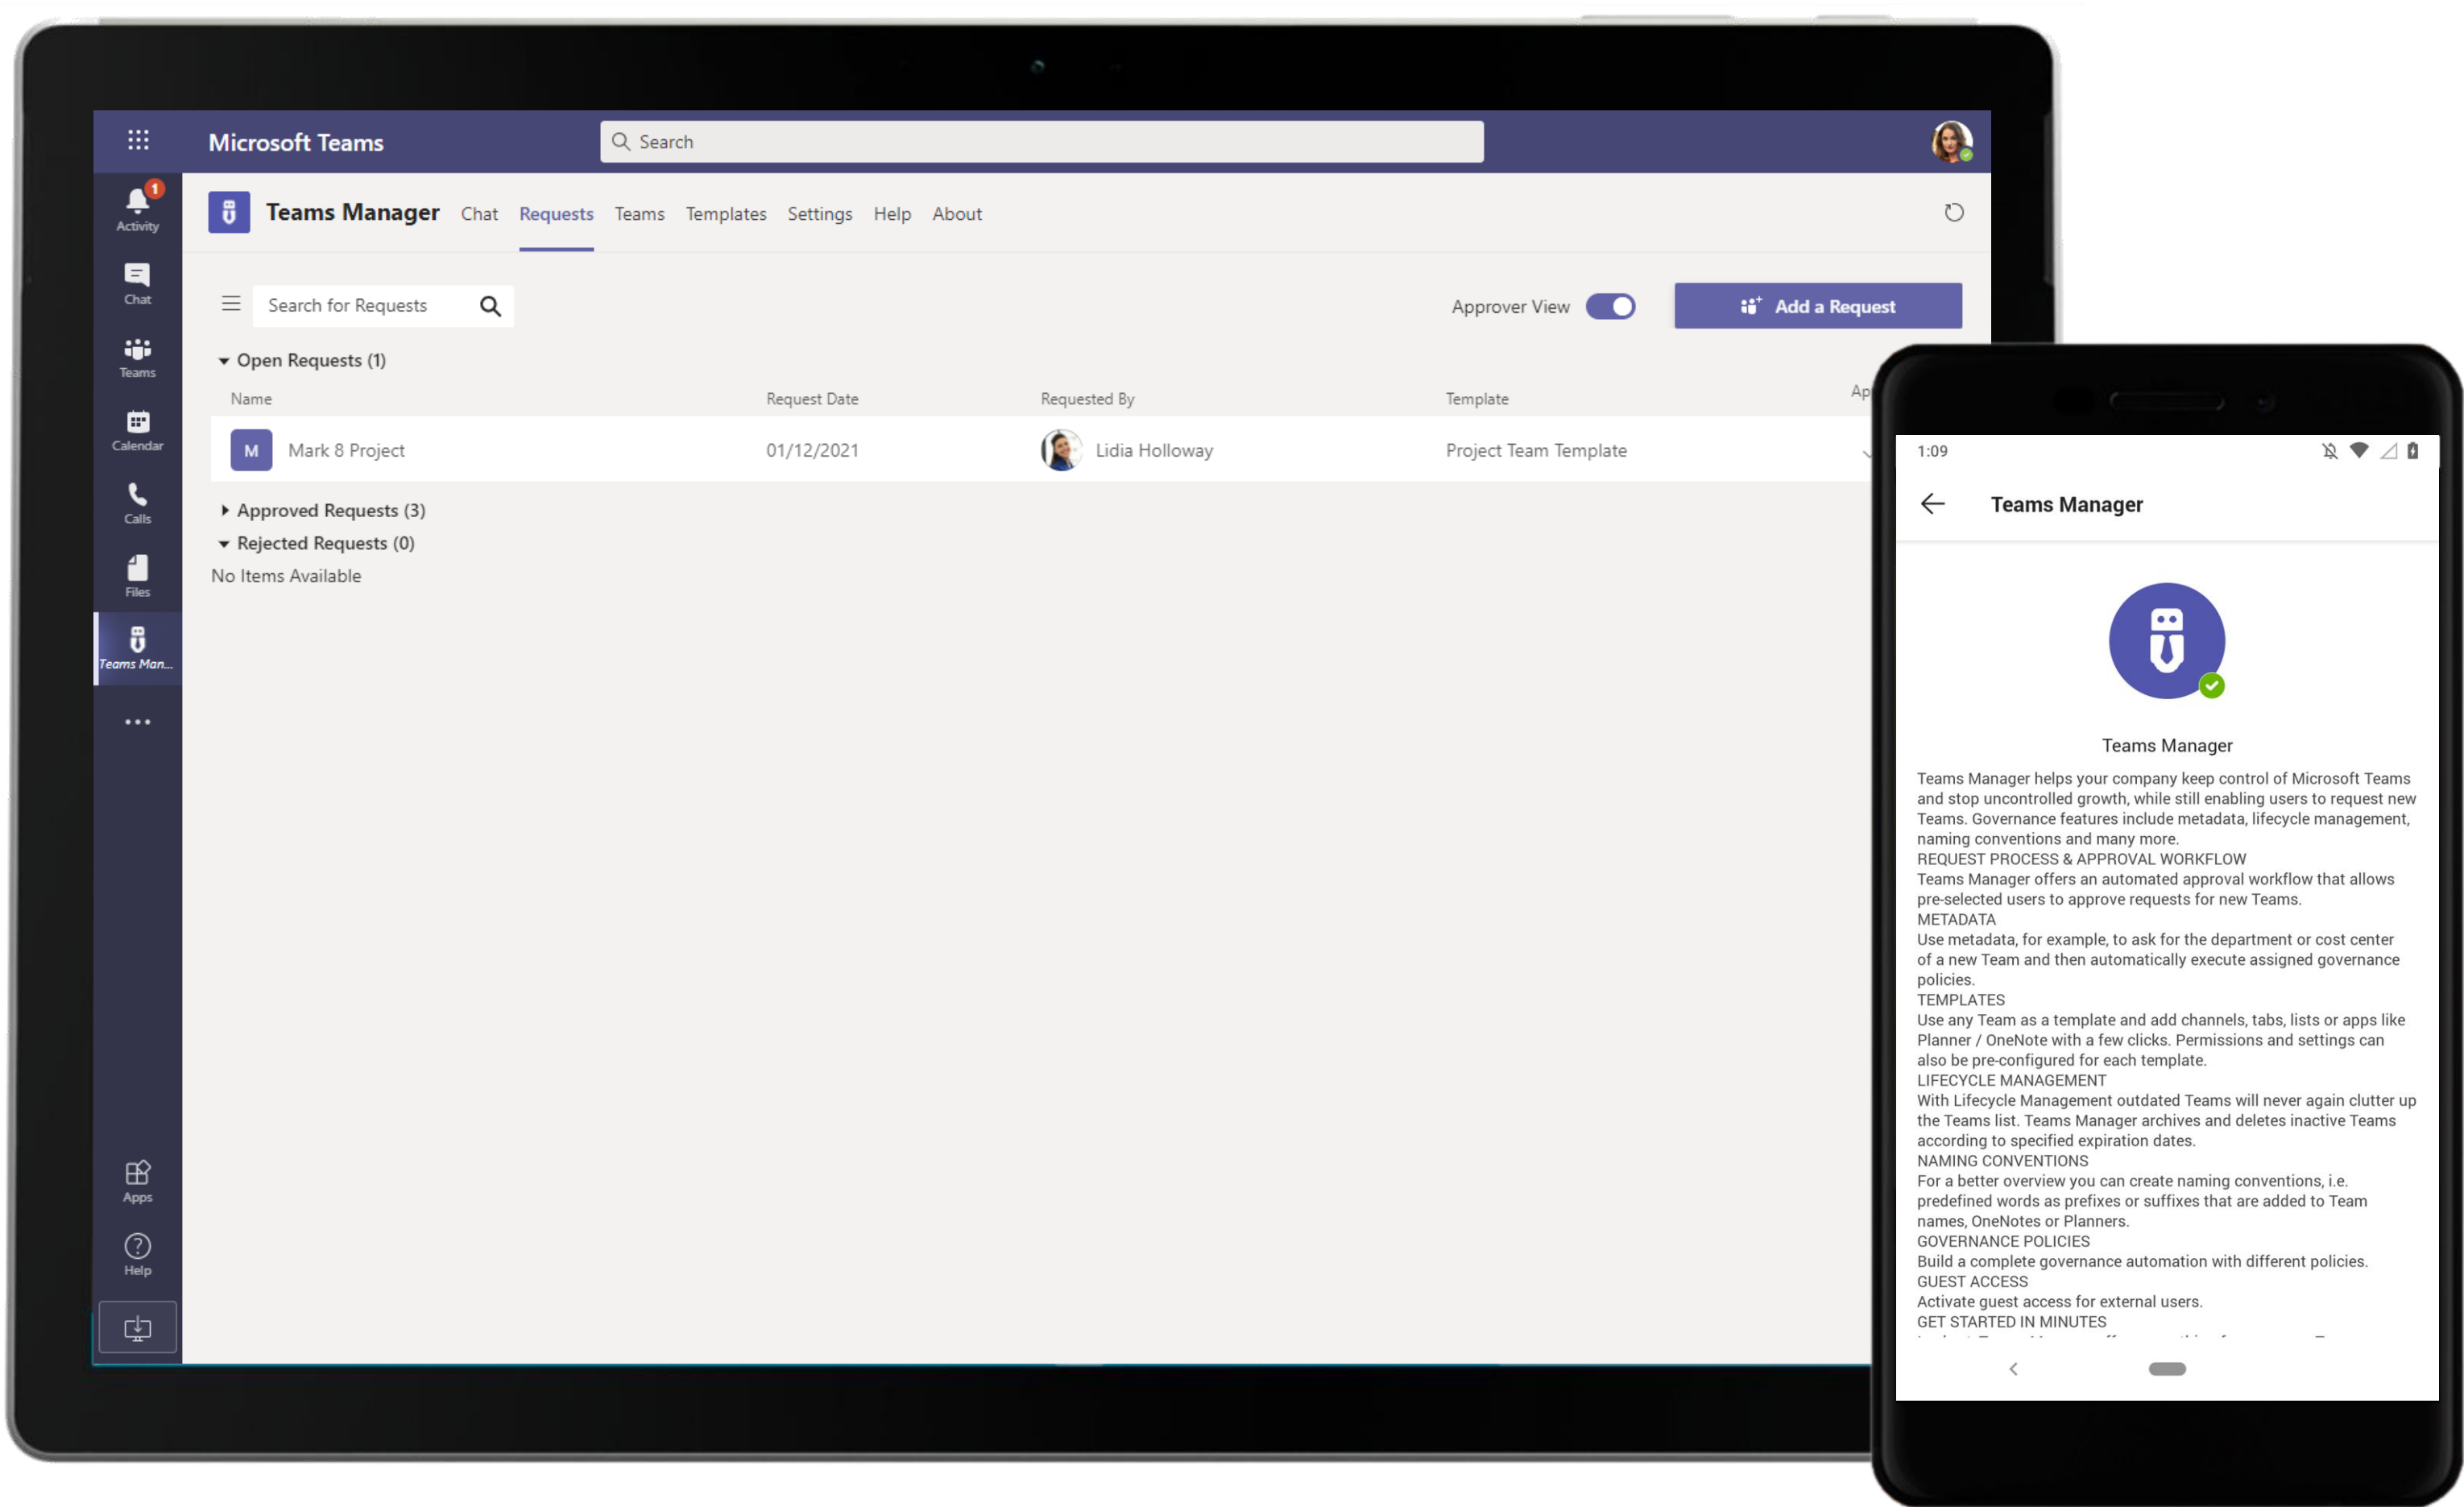 Microsoft Teams
Search
1
Activity
Teams Manager Chat Requests Teams Templates Settings Help About
Chat
Search for Requests
Approver View
Add a Request
Teams
Open Requests (1)
Name Request Date Requested By Template
Calendar
M Mark 8 Project 01/12/2021 Lidia Holloway Project Team Template
Calls
Approved Requests (3)
Rejected Requests (0)
No Items Available
Files
Teams Man...
Apps
Help
1:09
Teams Manager
Teams Manager
Teams Manager helps your company keep control of Microsoft Teams
and stop uncontrolled growth, while still enabling users to request new
Teams. Governance features include metadata, lifecycle management,
naming conventions and many more.
REQUEST PROCESS & APPROVAL WORKFLOW
Teams Manager offers an automated approval workflow that allows
pre-selected users to approve requests for new Teams.
METADATA
Use metadata, for example, to ask for the department or cost center
of a new Team and then automatically execute assigned governance
policies.
TEMPLATES
Use any Team as a template and add channels, tabs, lists or apps like
Planner / OneNote with a few clicks. Permissions and settings can
also be pre-configured for each template.
LIFECYCLE MANAGEMENT
With Lifecycle Management outdated Teams will never again clutter up
the Teams list. Teams Manager archives and deletes inactive Teams
according to specified expiration dates.
NAMING CONVENTIONS
For a better overview you can create naming conventions, i.e.
predefined words as prefixes or suffixes that are added to Team
names, OneNotes or Planners.
GOVERNANCE POLICIES
Build a complete governance automation with different policies.
GUEST ACCESS
Activate guest access for external users.
GET STARTED IN MINUTES